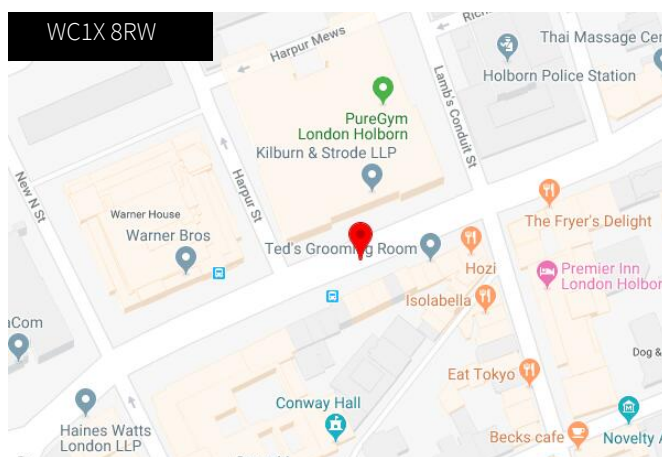 WC1X 8RW
Harpur Mews
Thai Massage Cen
Holborn Police Station
PureGym
London Holborn
Lamb's Conduit St
Kilburn & Strode LLP
New N St
Harpur St
Warner House
Warner Bros
The Fryer's Delight
Ted's Grooming Room
Hozi
Premier Inn
London Holbor
Isolabella
aCom
Dog &
Eat Tokyo
Conway Hall
Haines Watts
London LLP
Becks cafe
Novelty A